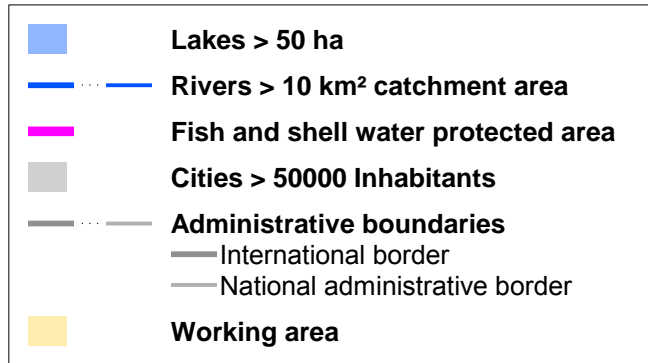 Lakes > 50 ha
Rivers > 10 km² catchment area
Fish and shell water protected area
Cities > 50000 Inhabitants
Administrative boundaries
International border
National administrative border
Working area